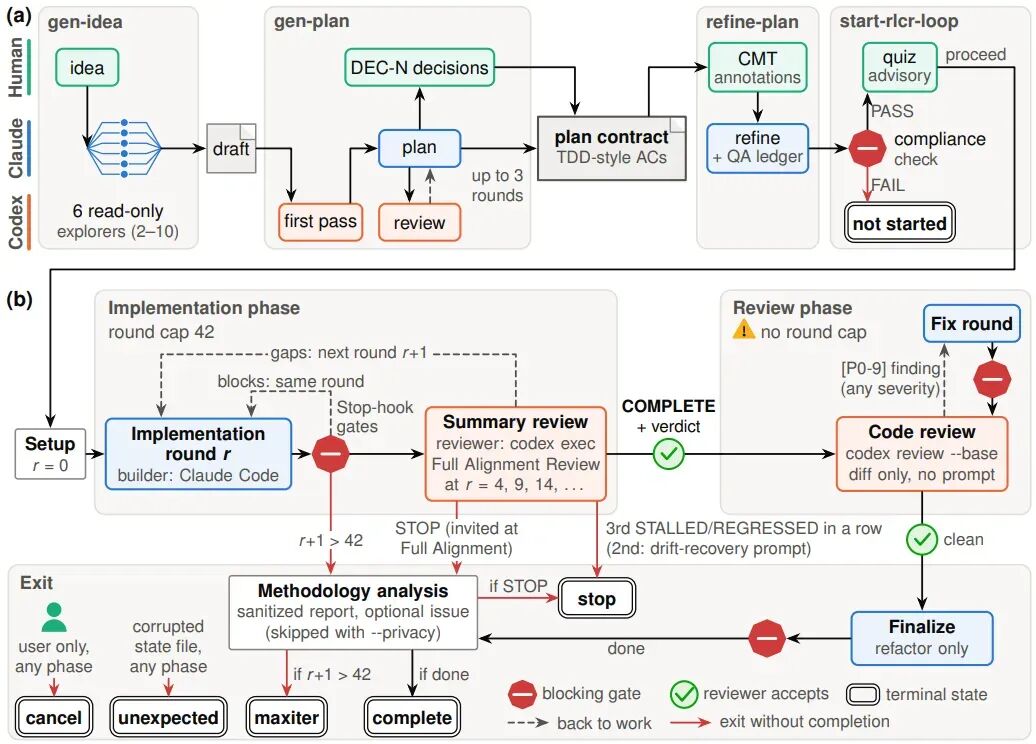 (a)
gen-idea
gen-plan
refine-plan
start-rlcr-loop
Human
Claude
Codex
idea
draft
6 read-only
explorers (2–10)
DEC-N decisions
plan
first pass
review
up to 3
rounds
plan contract
TDD-style ACs
CMT
annotations
refine
+ QA ledger
quiz
advisory
proceed
PASS
compliance
check
FAIL
not started
(b)
Implementation phase
round cap 42
gaps: next round r+1
blocks: same round
Stop-hook
gates
Setup
r = 0
Implementation
round r
builder: Claude Code
Summary review
reviewer: codex exec
Full Alignment Review
at r = 4, 9, 14, . . .
COMPLETE
+ verdict
Review phase
no round cap
Fix round
[P0-9] finding
(any severity)
Code review
codex review --base
diff only, no prompt
r+1 > 42
STOP (invited at
Full Alignment)
3rd STALLED/REGRESSED in a row
(2nd: drift-recovery prompt)
clean
Exit
user only,
any phase
corrupted
state file,
any phase
Methodology analysis
sanitized report, optional issue
(skipped with --privacy)
if STOP
stop
done
Finalize
refactor only
if r+1 > 42
if done
cancel
unexpected
maxiter
complete
blocking gate
reviewer accepts
terminal state
back to work
exit without completion